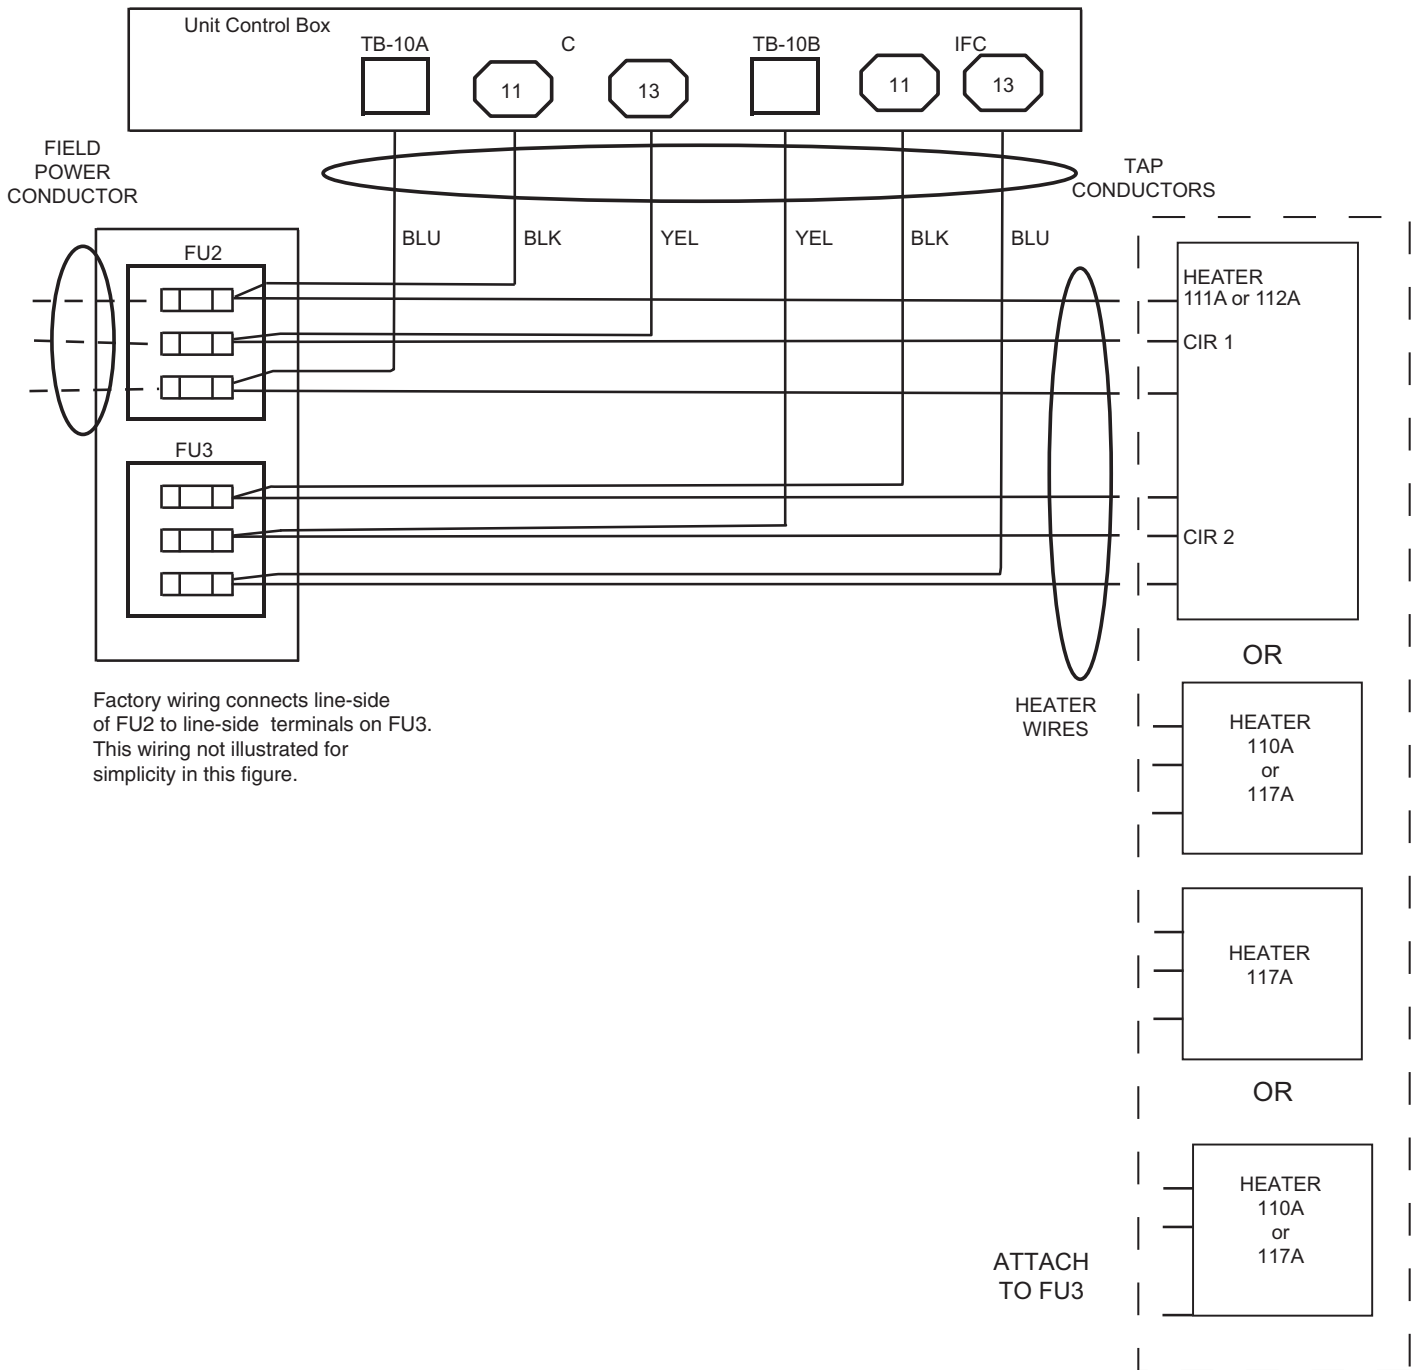 Unit Control Box
TB-10A
C
TB-10B
IFC
11
13
11
13
FIELD
POWER
CONDUCTOR
TAP
CONDUCTORS
BLU
BLK
YEL
YEL
BLK
BLU
FU2
HEATER
111A or 112A
CIR 1
FU3
CIR 2
OR
Factory wiring connects line-side
of FU2 to line-side terminals on FU3.
This wiring not illustrated for
simplicity in this figure.
HEATER
WIRES
HEATER
110A
or
117A
HEATER
117A
OR
HEATER
110A
or
117A
ATTACH
TO FU3